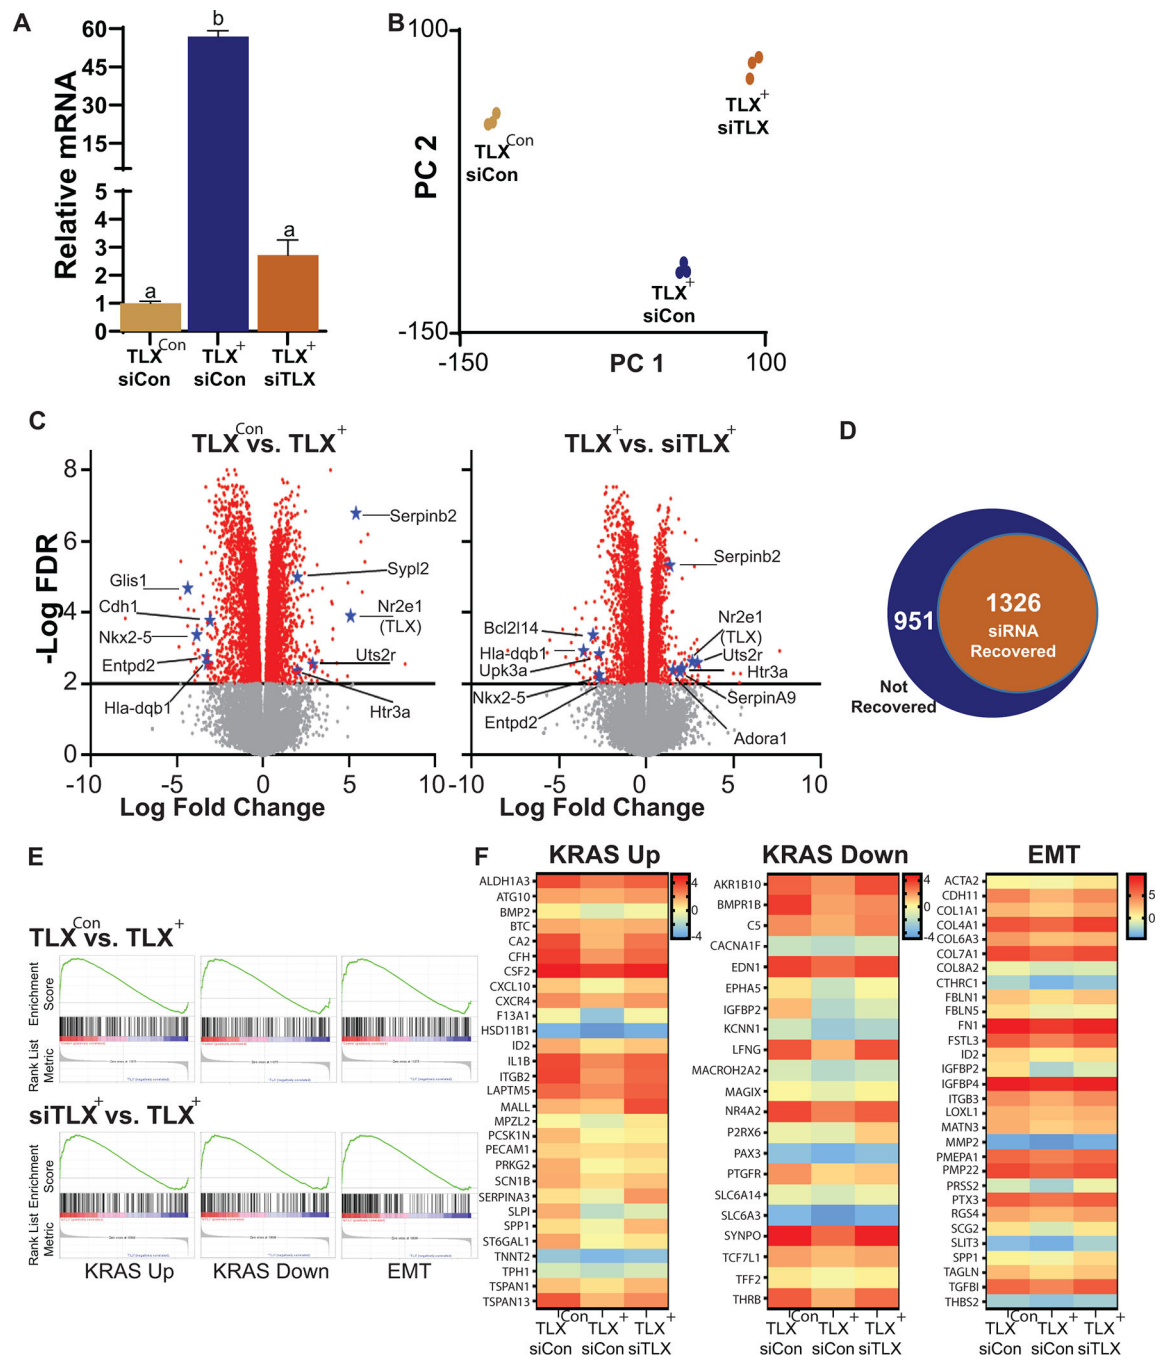 A
Relative mRNA
60
45
30
15
5
4
3
2
1
0
b
a
a
TLX Con
siCon
TLX +
siCon
TLX +
siTLX
B
100
PC 2
-150
-150
PC 1
100
TLX Con
siCon
TLX +
siTLX
TLX +
siCon
C
TLX Con vs. TLX +
-Log FDR
8
6
4
2
0
-10
-5
0
5
10
Log Fold Change
Serpinb2
Sypl2
Nr2e1
(TLX)
Uts2r
Htr3a
Glis1
Cdh1
Nkx2-5
Entpd2
Hla-dqb1
TLX + vs. siTLX +
Serpinb2
Nr2e1
(TLX)
Uts2r
Htr3a
SerpinA9
Adora1
Bcl2l14
Hla-dqb1
Upk3a
Nkx2-5
Entpd2
-10
-5
0
5
10
Log Fold Change
D
951
1326
siRNA
Recovered
Not
Recovered
E
TLX Con vs. TLX +
Enrichment
Score
Rank List
Metric
siTLX + vs. TLX +
Enrichment
Score
Rank List
Metric
KRAS Up
KRAS Down
EMT
F
KRAS Up
ALDH1A3
ATG10
BMP2
BTC
CA2
CFH
CSF2
CXCL10
CXCR4
F13A1
HSD11B1
ID2
IL1B
ITGB2
LAPTM5
MALL
MPZL2
PCSK1N
PECAM1
PRKG2
SCN1B
SERPINA3
SLPI
SPP1
ST6GAL1
TNNT2
TPH1
TSPAN1
TSPAN13
4
0
-4
TLX Con
siCon
TLX +
siCon
TLX +
siTLX
KRAS Down
AKR1B10
BMPR1B
C5
CACNA1F
EDN1
EPHA5
IGFBP2
KCNN1
LFNG
MACROH2A2
MAGIX
NR4A2
P2RX6
PAX3
PTGFR
SLC6A14
SLC6A3
SYNPO
TCF7L1
TFF2
THRB
4
0
-4
TLX Con
siCon
TLX +
siCon
TLX +
siTLX
EMT
ACTA2
CDH11
COL1A1
COL4A1
COL6A3
COL7A1
COL8A2
CTHRC1
FBLN1
FBLN5
FN1
FSTL3
ID2
IGFBP2
IGFBP4
ITGB3
LOXL1
MATN3
MMP2
PMEPA1
PMP22
PRSS2
PTX3
RGS4
SCG2
SLIT3
SPP1
TAGLN
TGFBI
THBS2
5
0
TLX Con
siCon
TLX +
siCon
TLX +
siTLX